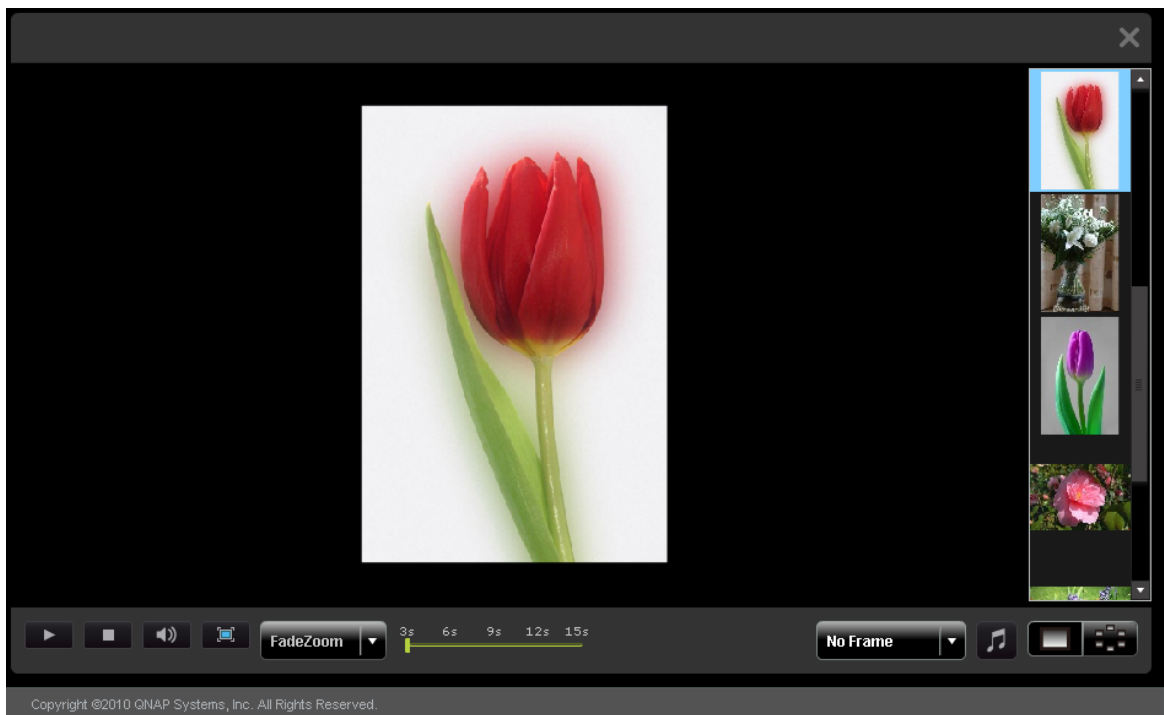 FadeZoom
3s 6s 9s 12s 15s
No Frame
Copyright ©2010 QNAP Systems, Inc. All Rights Reserved.